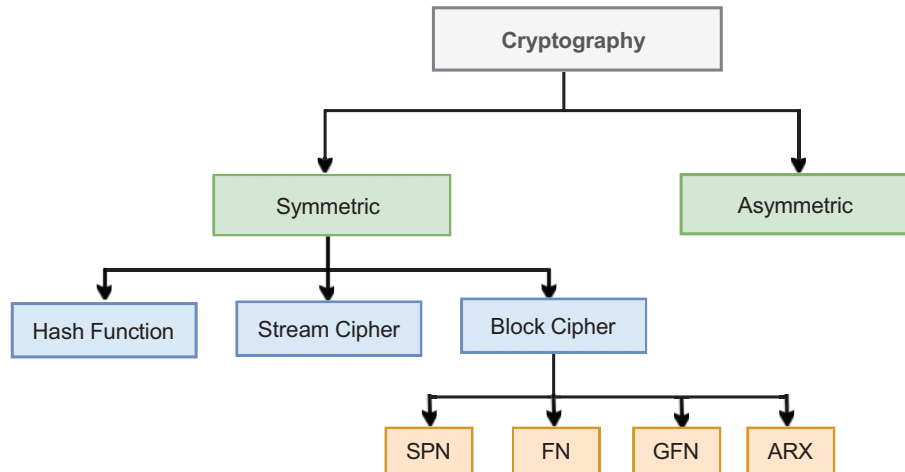 Cryptography
Symmetric
Asymmetric
Hash Function
Stream Cipher
Block Cipher
SPN
FN
GFN
ARX